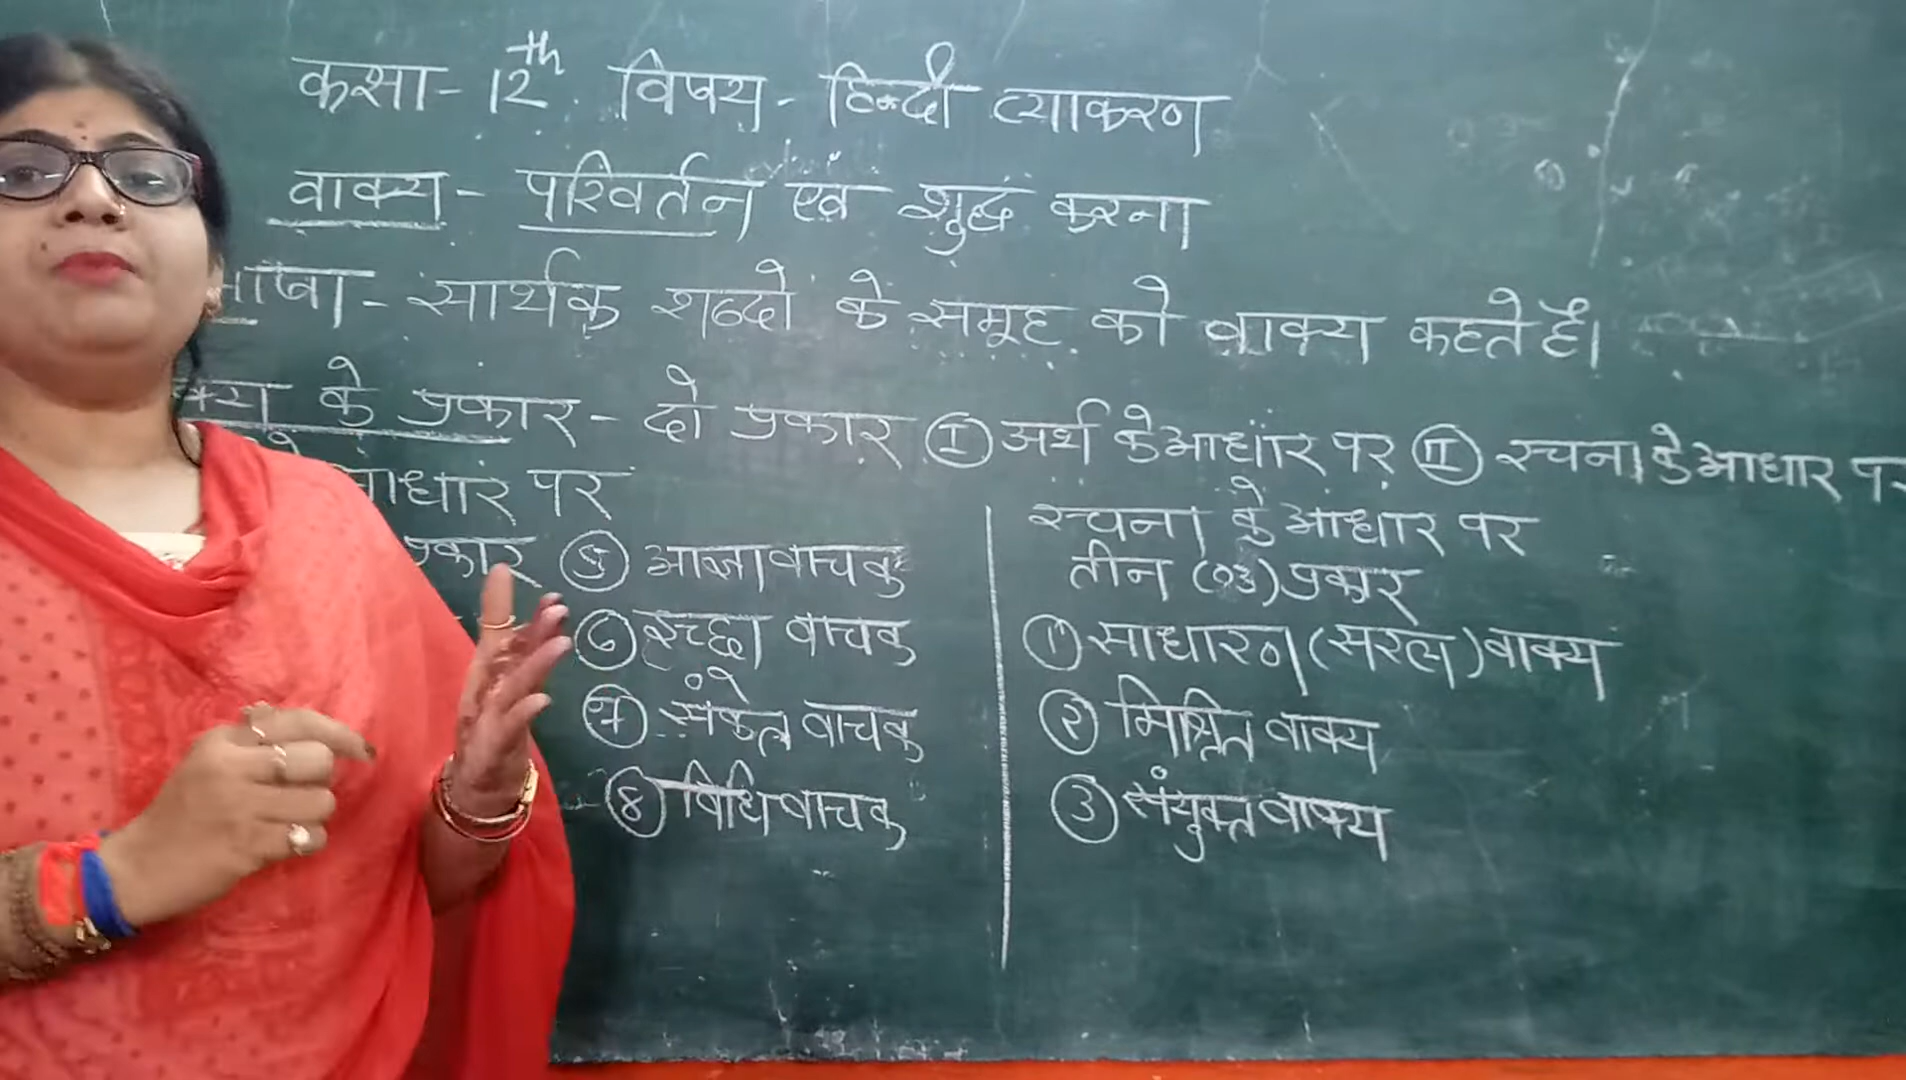 कक्षा - 12th विषय - हिन्दी व्याकरण
वाक्य - परिवर्तन एवं शुद्ध करना
सार्थक शब्दो के समूह को वाक्य कहते हैं।
के प्रकार - दो प्रकार (I) अर्थ के आधार पर (II) रचना के आधार पर
आधार पर
प्रकार
(5) आज्ञावाचक
(6) इच्छा वाचक
(7) संकेत वाचक
(8) विधिवाचक
रचना के आधार पर
तीन (03) प्रकार
(1) साधारण (सरल) वाक्य
(2) मिश्रित वाक्य
(3) संयुक्त वाक्य